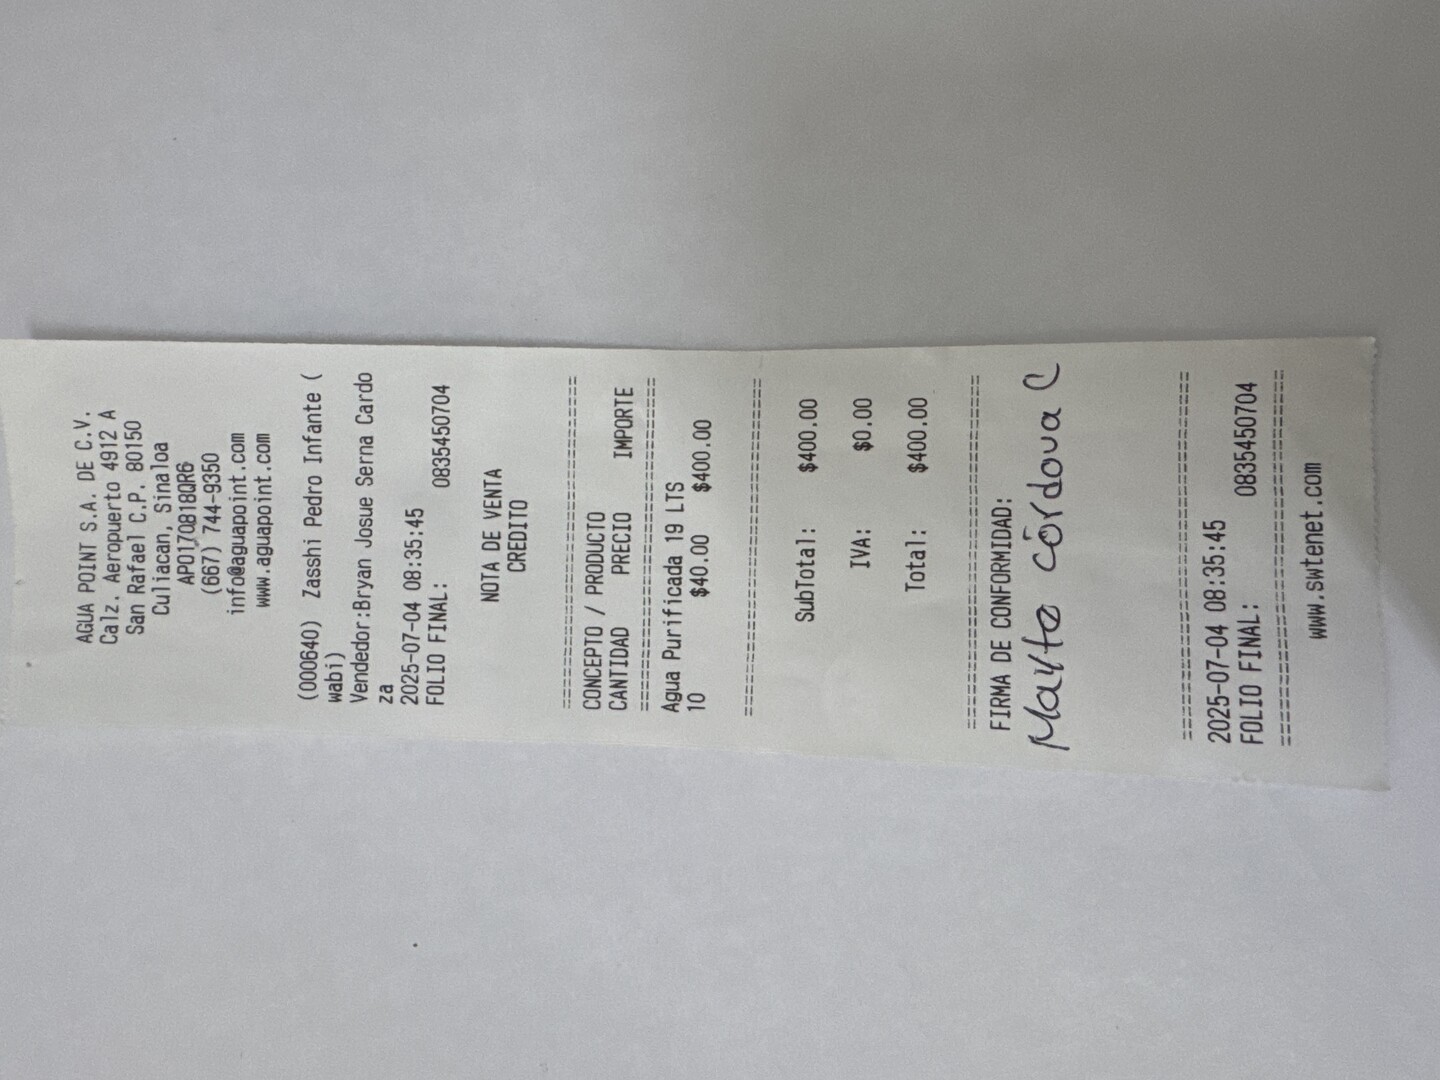 AGUA POINT S.A. DE C.V.
Calz. Aeropuerto 4912 A
San Rafael C.P. 80150
Culiacan, Sinaloa
APO170818QR6
(667) 744-9350
info@aguapoint.com
www.aguapoint.com
(000640) Zasshi Pedro Infante (
wabi)
Vendedor:Bryan Josue Serna Cardo
za
2025-07-04 08:35:45
FOLIO FINAL: 0835450704
NOTA DE VENTA
CREDITO
CONCEPTO / PRODUCTO
CANTIDAD PRECIO IMPORTE
Agua Purificada 19 LTS
10 $40.00 $400.00
SubTotal: $400.00
IVA: $0.00
Total: $400.00
FIRMA DE CONFORMIDAD:
Marta córdova C
2025-07-04 08:35:45
FOLIO FINAL: 0835450704
www.swtenet.com